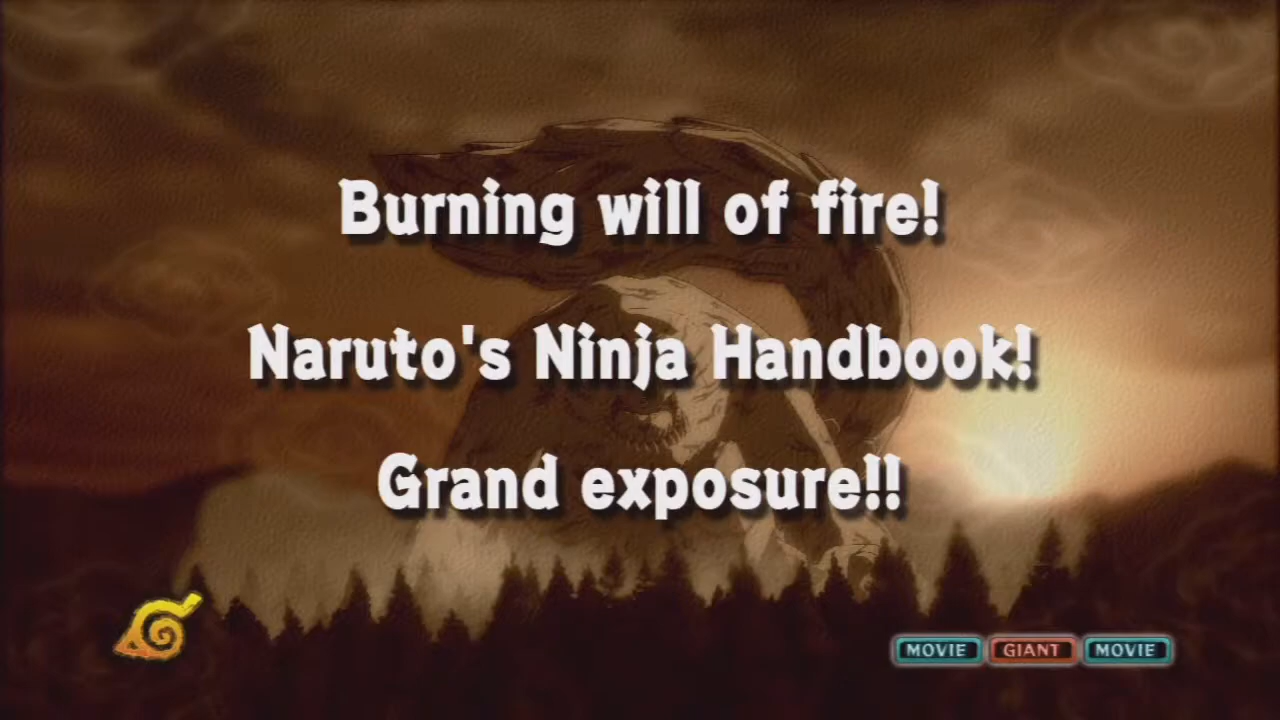 Burning will of fire!
Naruto's Ninja Handbook!
Grand exposure!!
MOVIE GIANT MOVIE